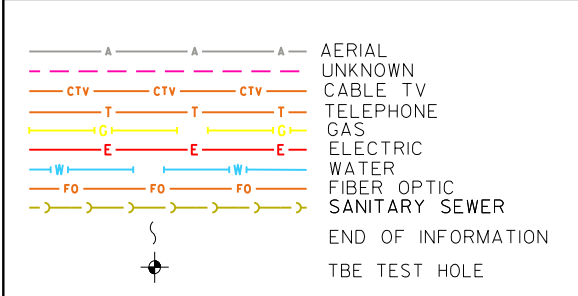 A A A AERIAL
UNKNOWN
CTV CTV CTV CABLE TV
T T T TELEPHONE
G G GAS
E E E ELECTRIC
W W WATER
FO FO FO FIBER OPTIC
SANITARY SEWER
END OF INFORMATION
TBE TEST HOLE